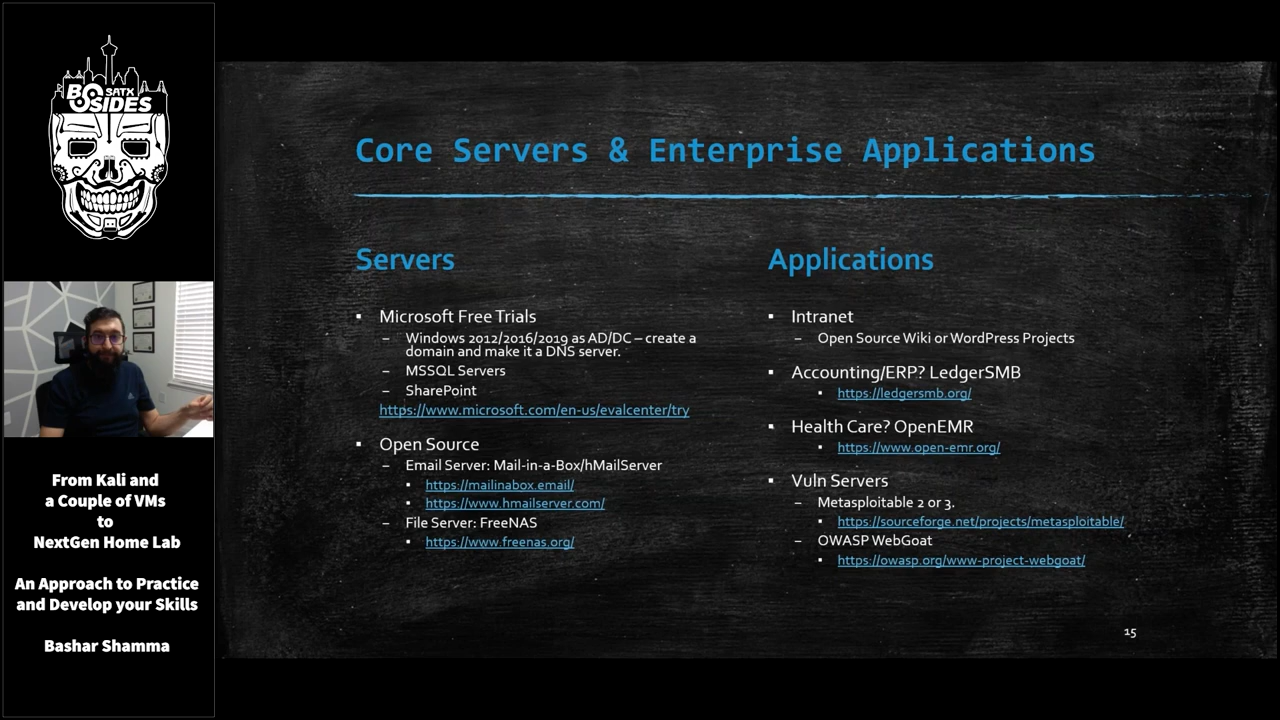 BSIDES SATX
From Kali and
a Couple of VMs
to
NextGen Home Lab
An Approach to Practice
and Develop your Skills
Bashar Shamma
Core Servers & Enterprise Applications
Servers
▪ Microsoft Free Trials
– Windows 2012/2016/2019 as AD/DC – create a
domain and make it a DNS server.
– MSSQL Servers
– SharePoint
https://www.microsoft.com/en-us/evalcenter/try
▪ Open Source
– Email Server: Mail-in-a-Box/hMailServer
▪ https://mailinabox.email/
▪ https://www.hmailserver.com/
– File Server: FreeNAS
▪ https://www.freenas.org/
Applications
▪ Intranet
– Open Source Wiki or WordPress Projects
▪ Accounting/ERP? LedgerSMB
▪ https://ledgersmb.org/
▪ Health Care? OpenEMR
▪ https://www.open-emr.org/
▪ Vuln Servers
– Metasploitable 2 or 3.
▪ https://sourceforge.net/projects/metasploitable/
– OWASP WebGoat
▪ https://owasp.org/www-project-webgoat/
15